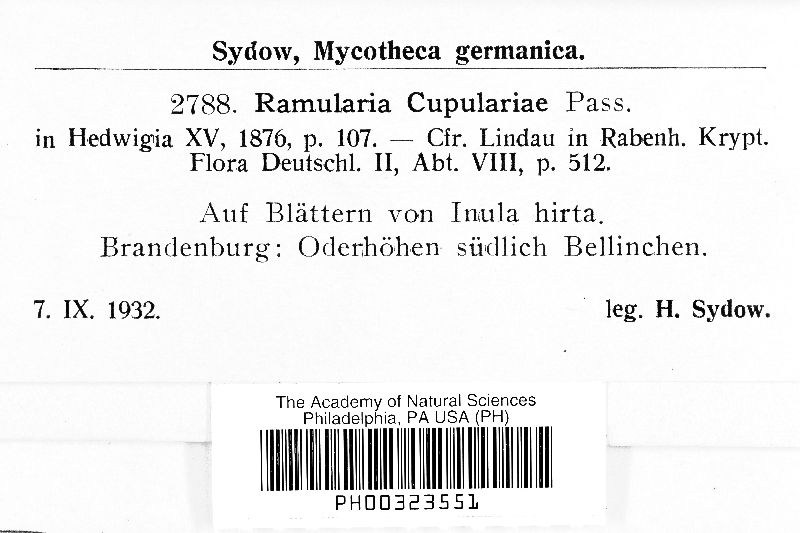 Sydow, Mycotheca germanica.
2788. Ramularia Cupulariae Pass.
in Hedwigia XV, 1876, p. 107. — Cfr. Lindau in Rabenh. Krypt.
Flora Deutschl. II, Abt. VIII, p. 512.
Auf Blättern von Inula hirta.
Brandenburg: Oderhöhen südlich Bellinchen.
7. IX. 1932. leg. H. Sydow.
The Academy of Natural Sciences
Philadelphia, PA USA (PH)
PH00323551